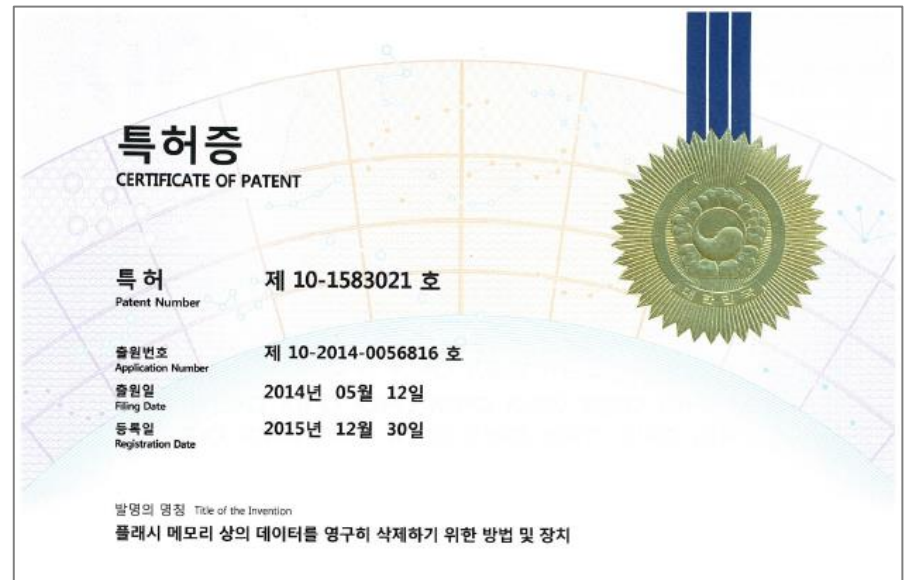 특허증
CERTIFICATE OF PATENT
특 허 제 10-1583021 호
Patent Number
출원번호 제 10-2014-0056816 호
Application Number
출원일 2014년 05월 12일
Filing Date
등록일 2015년 12월 30일
Registration Date
발명의 명칭 Title of the Invention
플래시 메모리 상의 데이터를 영구히 삭제하기 위한 방법 및 장치
대한민국